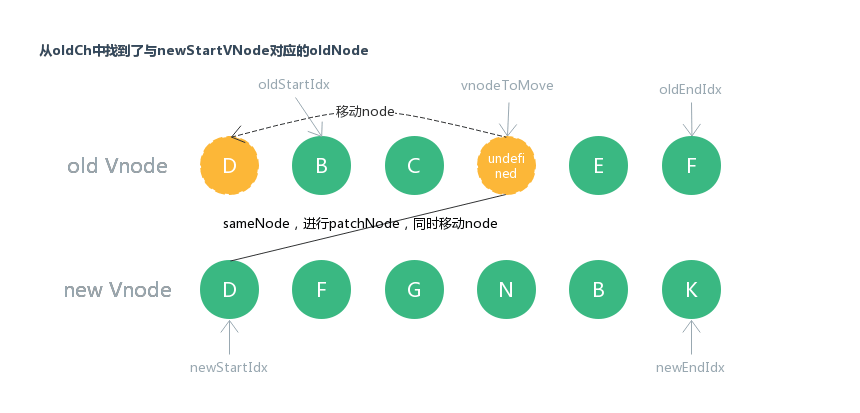 从oldCh中找到了与newStartVNode对应的oldNode
oldStartIdx
vnodeToMove
oldEndIdx
移动node
old Vnode
D
B
C
undefi
ned
E
F
sameNode，进行patchNode，同时移动node
new Vnode
D
F
G
N
B
K
newStartIdx
newEndIdx